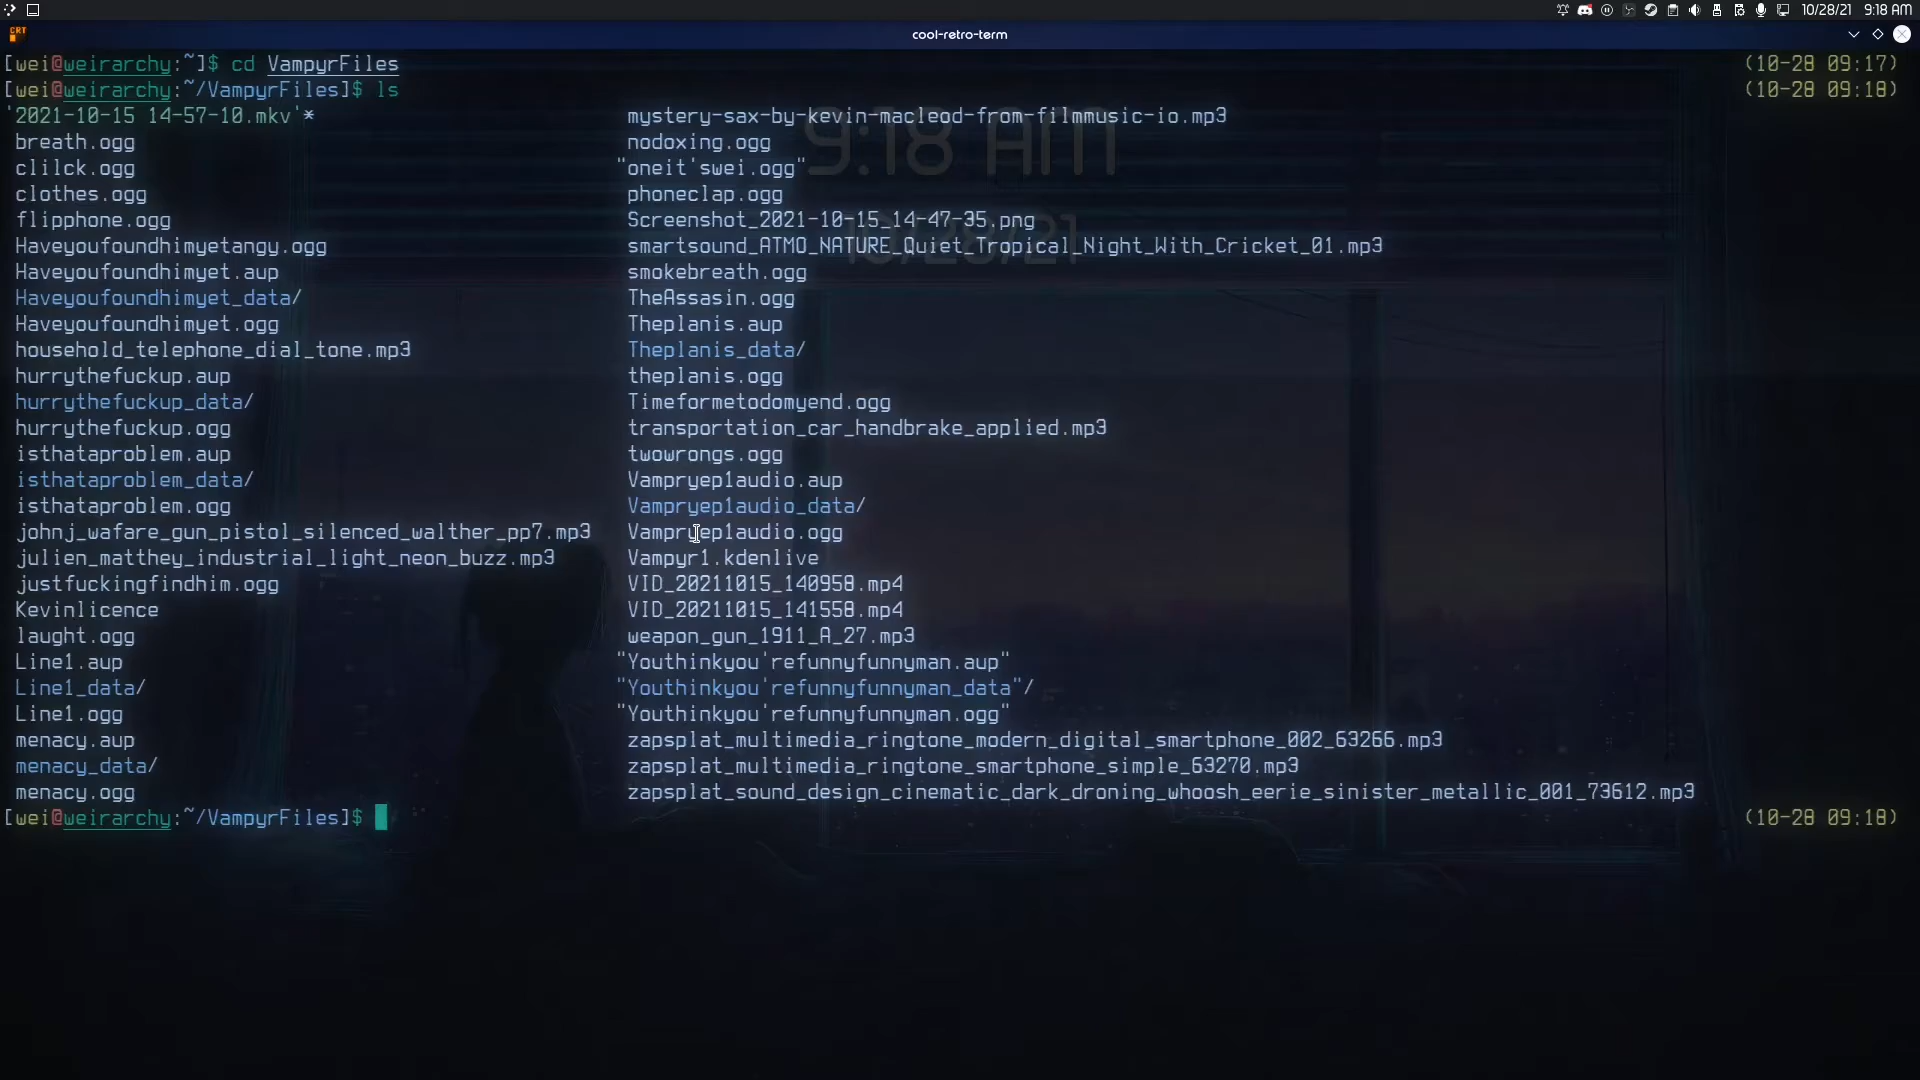 10/28/21 9:18 AM
CRT
cool-retro-term
[wei@weirarchy:~]$ cd VampyrFiles (10-28 09:17)
[wei@weirarchy:~/VampyrFiles]$ ls (10-28 09:18)
'2021-10-15 14-57-10.mkv'* mystery-sax-by-kevin-macleod-from-filmmusic-io.mp3
breath.ogg nodoxing.ogg
clilck.ogg "oneit'swei.ogg"
clothes.ogg phoneclap.ogg
flipphone.ogg Screenshot_2021-10-15_14-47-35.png
Haveyoufoundhimyetangy.ogg smartsound_ATMO_NATURE_Quiet_Tropical_Night_With_Cricket_01.mp3
Haveyoufoundhimyet.aup smokebreath.ogg
Haveyoufoundhimyet_data/ TheAssasin.ogg
Haveyoufoundhimyet.ogg Theplanis.aup
household_telephone_dial_tone.mp3 Theplanis_data/
hurrythefuckup.aup theplanis.ogg
hurrythefuckup_data/ Timeformetodomyend.ogg
hurrythefuckup.ogg transportation_car_handbrake_applied.mp3
isthataproblem.aup twowrongs.ogg
isthataproblem_data/ Vampryep1audio.aup
isthataproblem.ogg Vampryep1audio_data/
johnj_wafare_gun_pistol_silenced_walther_pp7.mp3 Vampryep1audio.ogg
julien_matthey_industrial_light_neon_buzz.mp3 Vampyr1.kdenlive
justfuckingfindhim.ogg VID_20211015_140958.mp4
Kevinlicence VID_20211015_141558.mp4
laught.ogg weapon_gun_1911_A_27.mp3
Line1.aup "Youthinkyou'refunnyfunnyman.aup"
Line1_data/ "Youthinkyou'refunnyfunnyman_data"/
Line1.ogg "Youthinkyou'refunnyfunnyman.ogg"
menacy.aup zapsplat_multimedia_ringtone_modern_digital_smartphone_002_63266.mp3
menacy_data/ zapsplat_multimedia_ringtone_smartphone_simple_63270.mp3
menacy.ogg zapsplat_sound_design_cinematic_dark_droning_whoosh_eerie_sinister_metallic_001_73612.mp3
[wei@weirarchy:~/VampyrFiles]$ (10-28 09:18)
9:18 AM
10/28/21